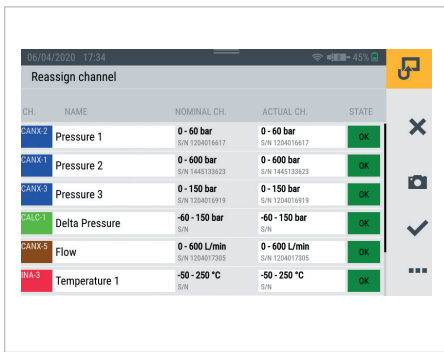 06/04/2020 17:34 45%
Reassign channel
CH. NAME NOMINAL CH. ACTUAL CH. STATE
CANX-2 Pressure 1 0 - 60 bar 0 - 60 bar OK
S/N 1204016617 S/N 1204016617
CANX-1 Pressure 2 0 - 600 bar 0 - 600 bar OK
S/N 1445133623 S/N 1445133623
CANX-3 Pressure 3 0 - 150 bar 0 - 150 bar OK
S/N 1204016919 S/N 1204016919
CALC-1 Delta Pressure -60 - 150 bar -60 - 150 bar OK
S/N S/N
CANX-5 Flow 0 - 600 L/min 0 - 600 L/min OK
S/N 1204017305 S/N 1204017305
INA-3 Temperature 1 -50 - 250 °C -50 - 250 °C OK
S/N S/N